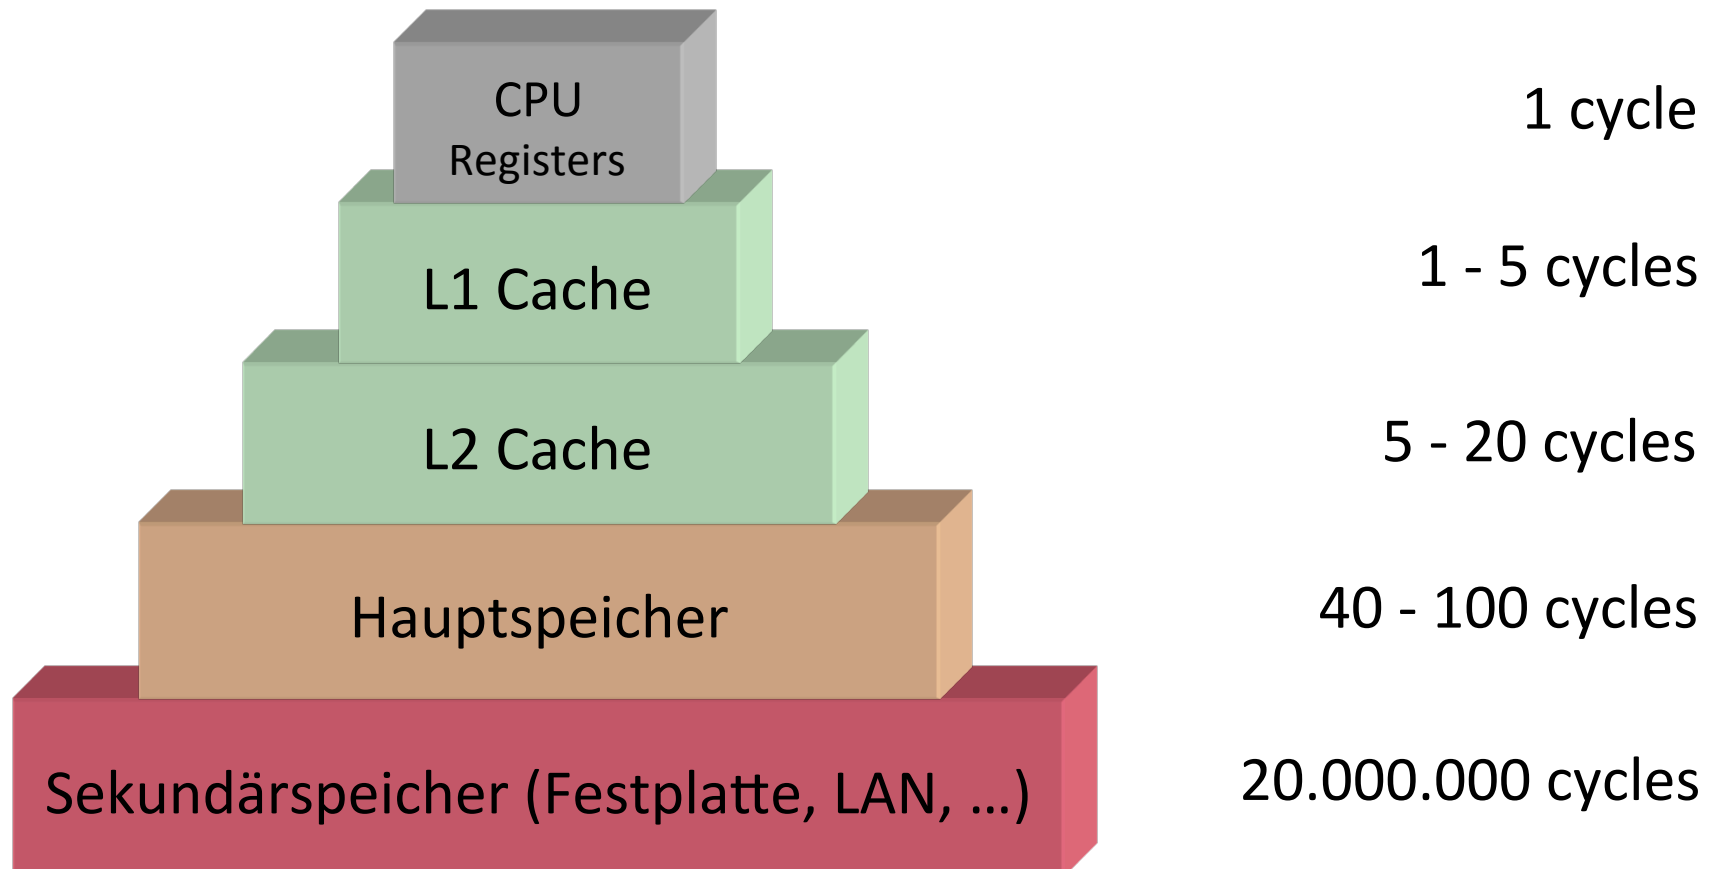 CPU
Registers
1 cycle
L1 Cache
1 - 5 cycles
L2 Cache
5 - 20 cycles
Hauptspeicher
40 - 100 cycles
Sekundärspeicher (Festplatte, LAN, …)
20.000.000 cycles